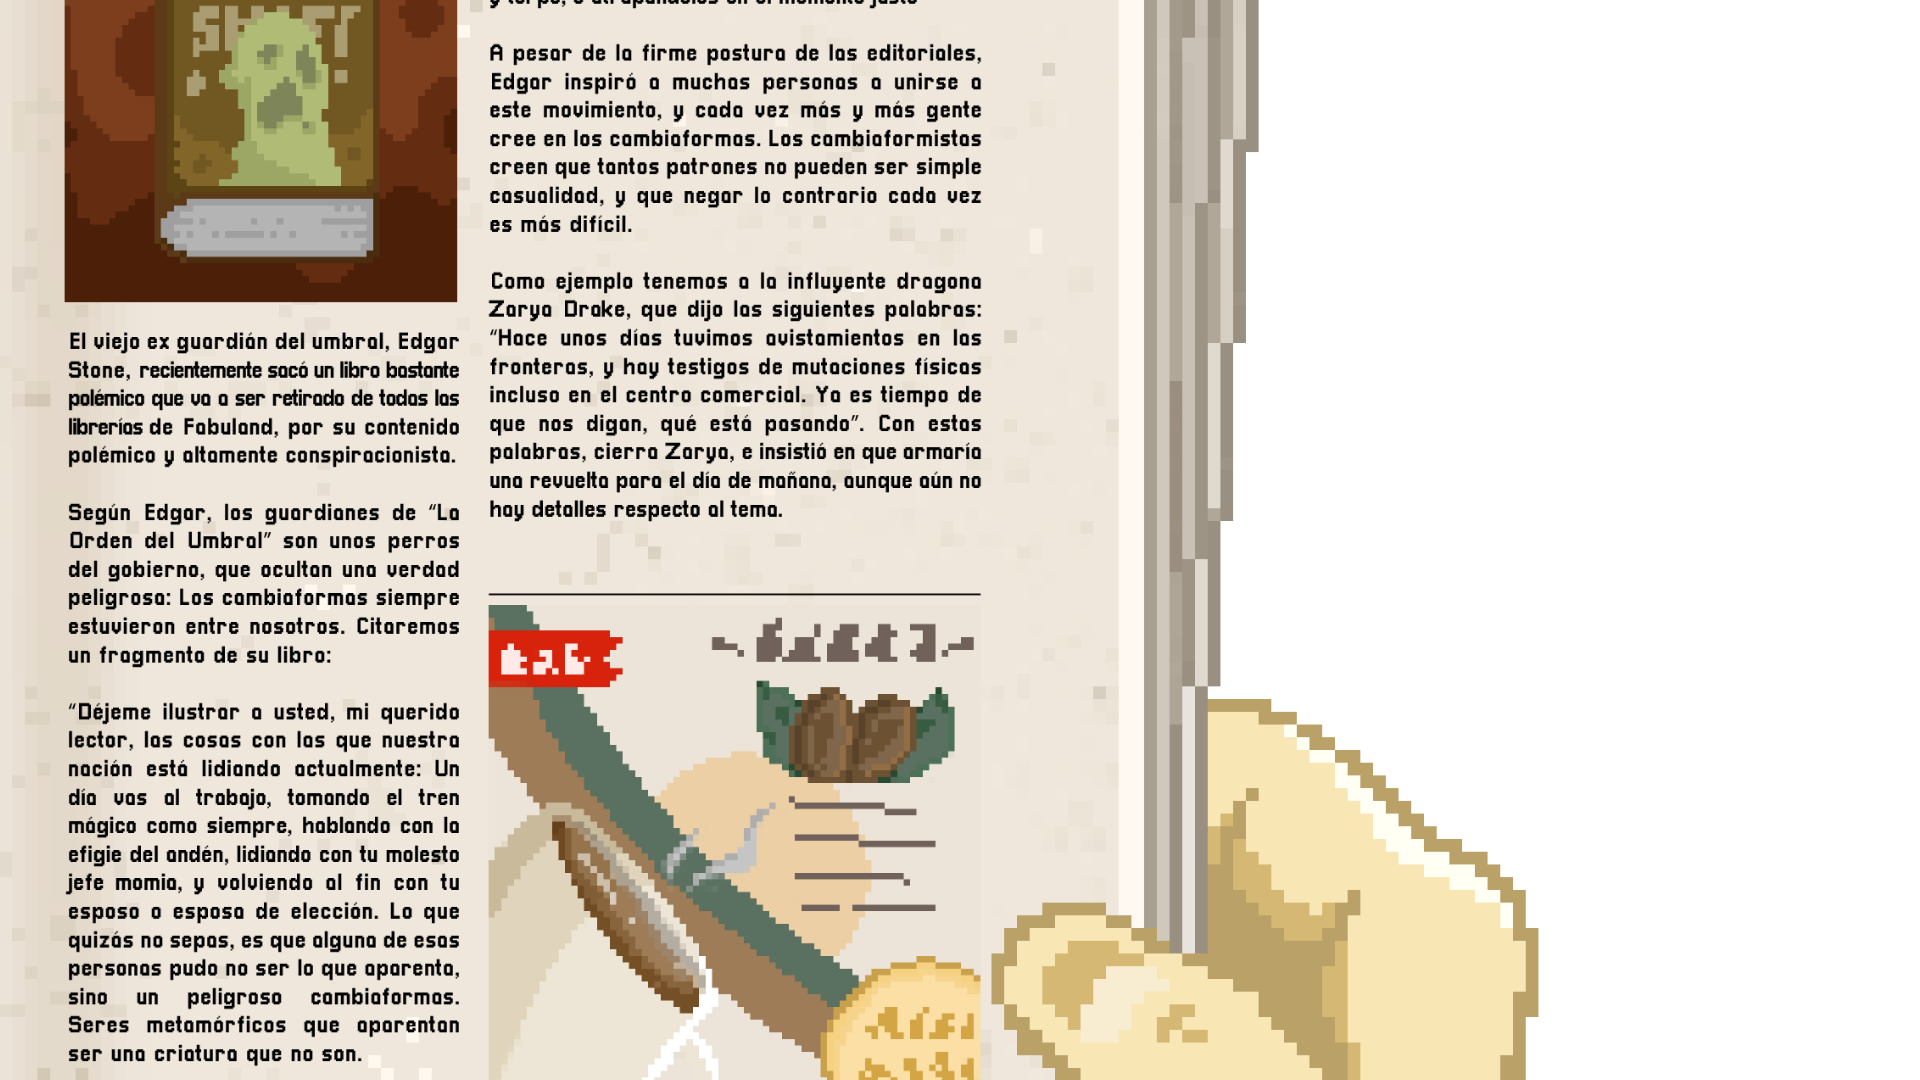 El viejo ex guardián del umbral, Edgar
Stone, recientemente sacó un libro bastante
polémico que va a ser retirado de todas las
librerías de Fabuland, por su contenido
polémico y altamente conspiracionista.
Según Edgar, los guardianes de “La
Orden del Umbral” son unos perros
del gobierno, que ocultan una verdad
peligrosa: Los cambiaformas siempre
estuvieron entre nosotros. Citaremos
un fragmento de su libro:
“Déjeme ilustrar a usted, mi querido
lector, las cosas con las que nuestra
nación está lidiando actualmente: Un
día vas al trabajo, tomando el tren
mágico como siempre, hablando con la
efigie del andén, lidiando con tu molesto
jefe momia, y volviendo al fin con tu
esposo o esposa de elección. Lo que
quizás no sepas, es que alguna de esas
personas pudo no ser lo que aparenta,
sino un peligroso cambiaformas.
Seres metamórficos que aparentan
ser una criatura que no son.
A pesar de la firme postura de las editoriales,
Edgar inspiró a muchas personas a unirse a
este movimiento, y cada vez más y más gente
cree en los cambiaformas. Los cambiaformistas
creen que tantos patrones no pueden ser simple
casualidad, y que negar lo contrario cada vez
es más difícil.
Como ejemplo tenemos a la influyente dragona
Zarya Drake, que dijo las siguientes palabras:
“Hace unos días tuvimos avistamientos en las
fronteras, y hay testigos de mutaciones físicas
incluso en el centro comercial. Ya es tiempo de
que nos digan, qué está pasando”. Con estas
palabras, cierra Zarya, e insistió en que armaría
una revuelta para el día de mañana, aunque aún no
hay detalles respecto al tema.